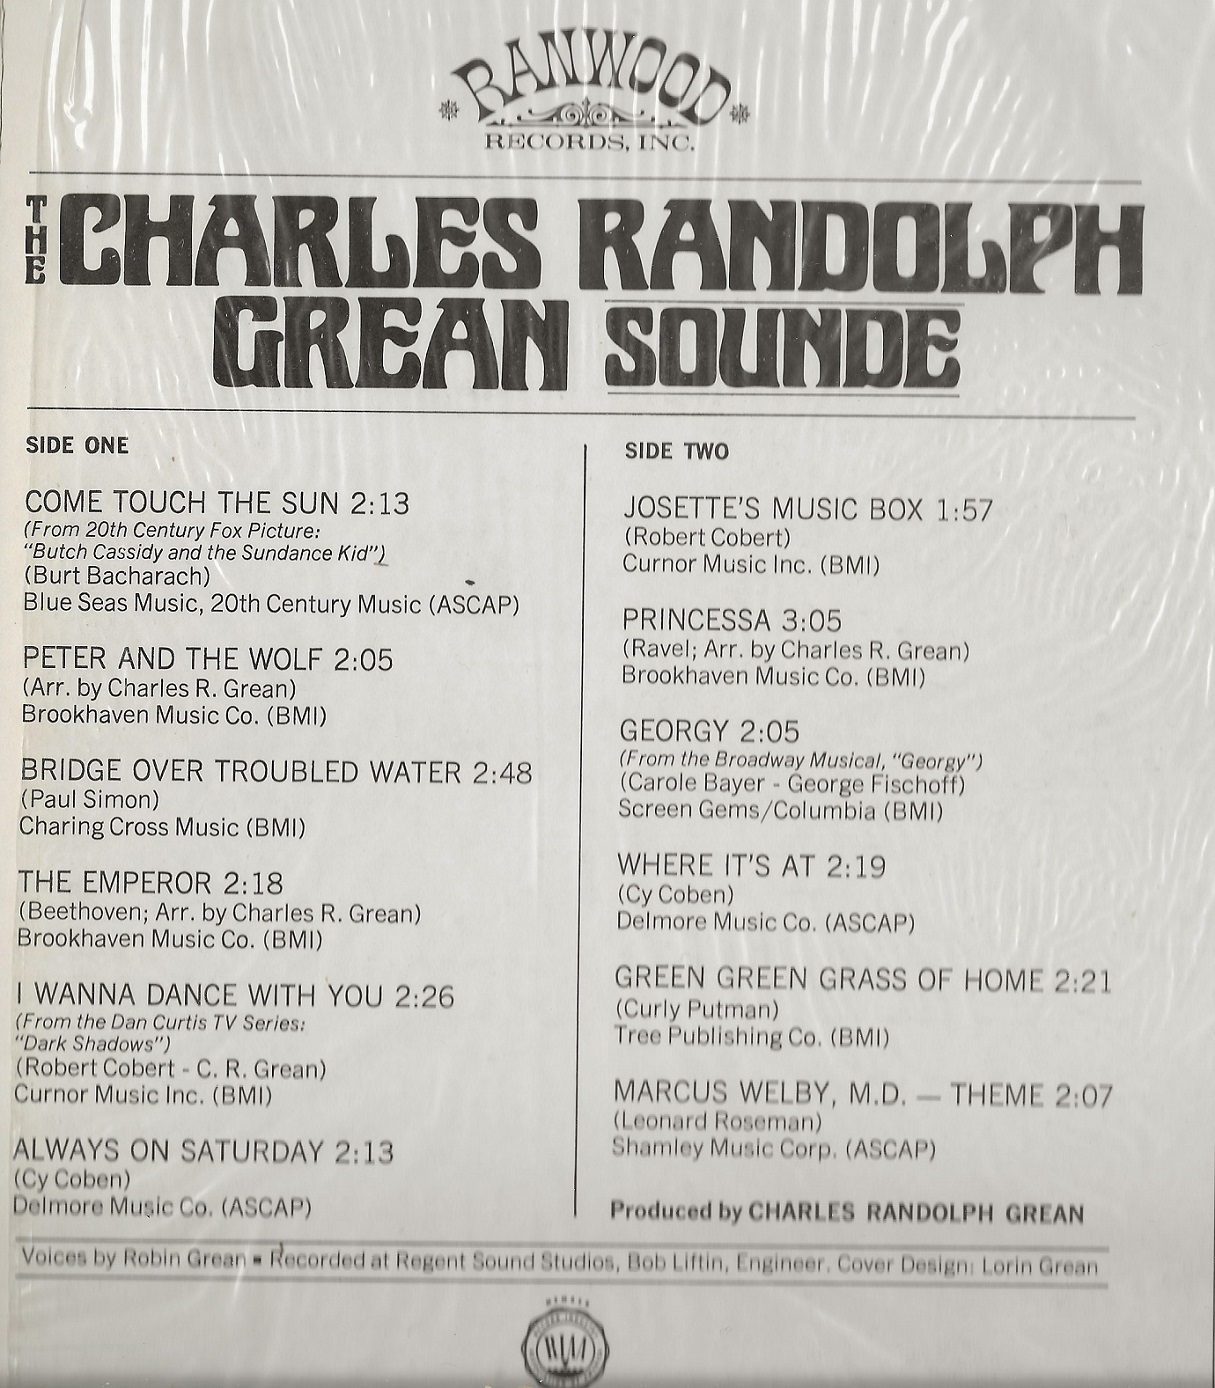 RANWOOD
RECORDS, INC.
THE CHARLES RANDOLPH
GREAN SOUNDE
SIDE ONE
COME TOUCH THE SUN 2:13
(From 20th Century Fox Picture:
"Butch Cassidy and the Sundance Kid")
(Burt Bacharach)
Blue Seas Music, 20th Century Music (ASCAP)
PETER AND THE WOLF 2:05
(Arr. by Charles R. Grean)
Brookhaven Music Co. (BMI)
BRIDGE OVER TROUBLED WATER 2:48
(Paul Simon)
Charing Cross Music (BMI)
THE EMPEROR 2:18
(Beethoven; Arr. by Charles R. Grean)
Brookhaven Music Co. (BMI)
I WANNA DANCE WITH YOU 2:26
(From the Dan Curtis TV Series:
"Dark Shadows")
(Robert Cobert - C. R. Grean)
Curnor Music Inc. (BMI)
ALWAYS ON SATURDAY 2:13
(Cy Coben)
Delmore Music Co. (ASCAP)
SIDE TWO
JOSETTE'S MUSIC BOX 1:57
(Robert Cobert)
Curnor Music Inc. (BMI)
PRINCESSA 3:05
(Ravel; Arr. by Charles R. Grean)
Brookhaven Music Co. (BMI)
GEORGY 2:05
(From the Broadway Musical, "Georgy")
(Carole Bayer - George Fischoff)
Screen Gems/Columbia (BMI)
WHERE IT'S AT 2:19
(Cy Coben)
Delmore Music Co. (ASCAP)
GREEN GREEN GRASS OF HOME 2:21
(Curly Putman)
Tree Publishing Co. (BMI)
MARCUS WELBY, M.D. — THEME 2:07
(Leonard Roseman)
Shamley Music Corp. (ASCAP)
Produced by CHARLES RANDOLPH GREAN
Voices by Robin Grean ▪ Recorded at Regent Sound Studios, Bob Liftin, Engineer. Cover Design: Lorin Grean